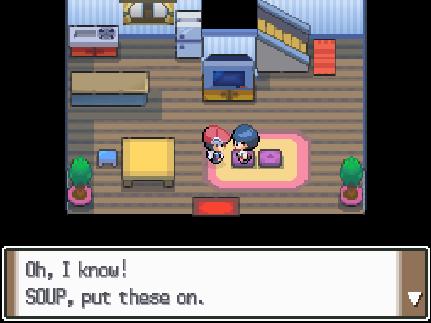 Oh, I know!
SOUP, put these on.